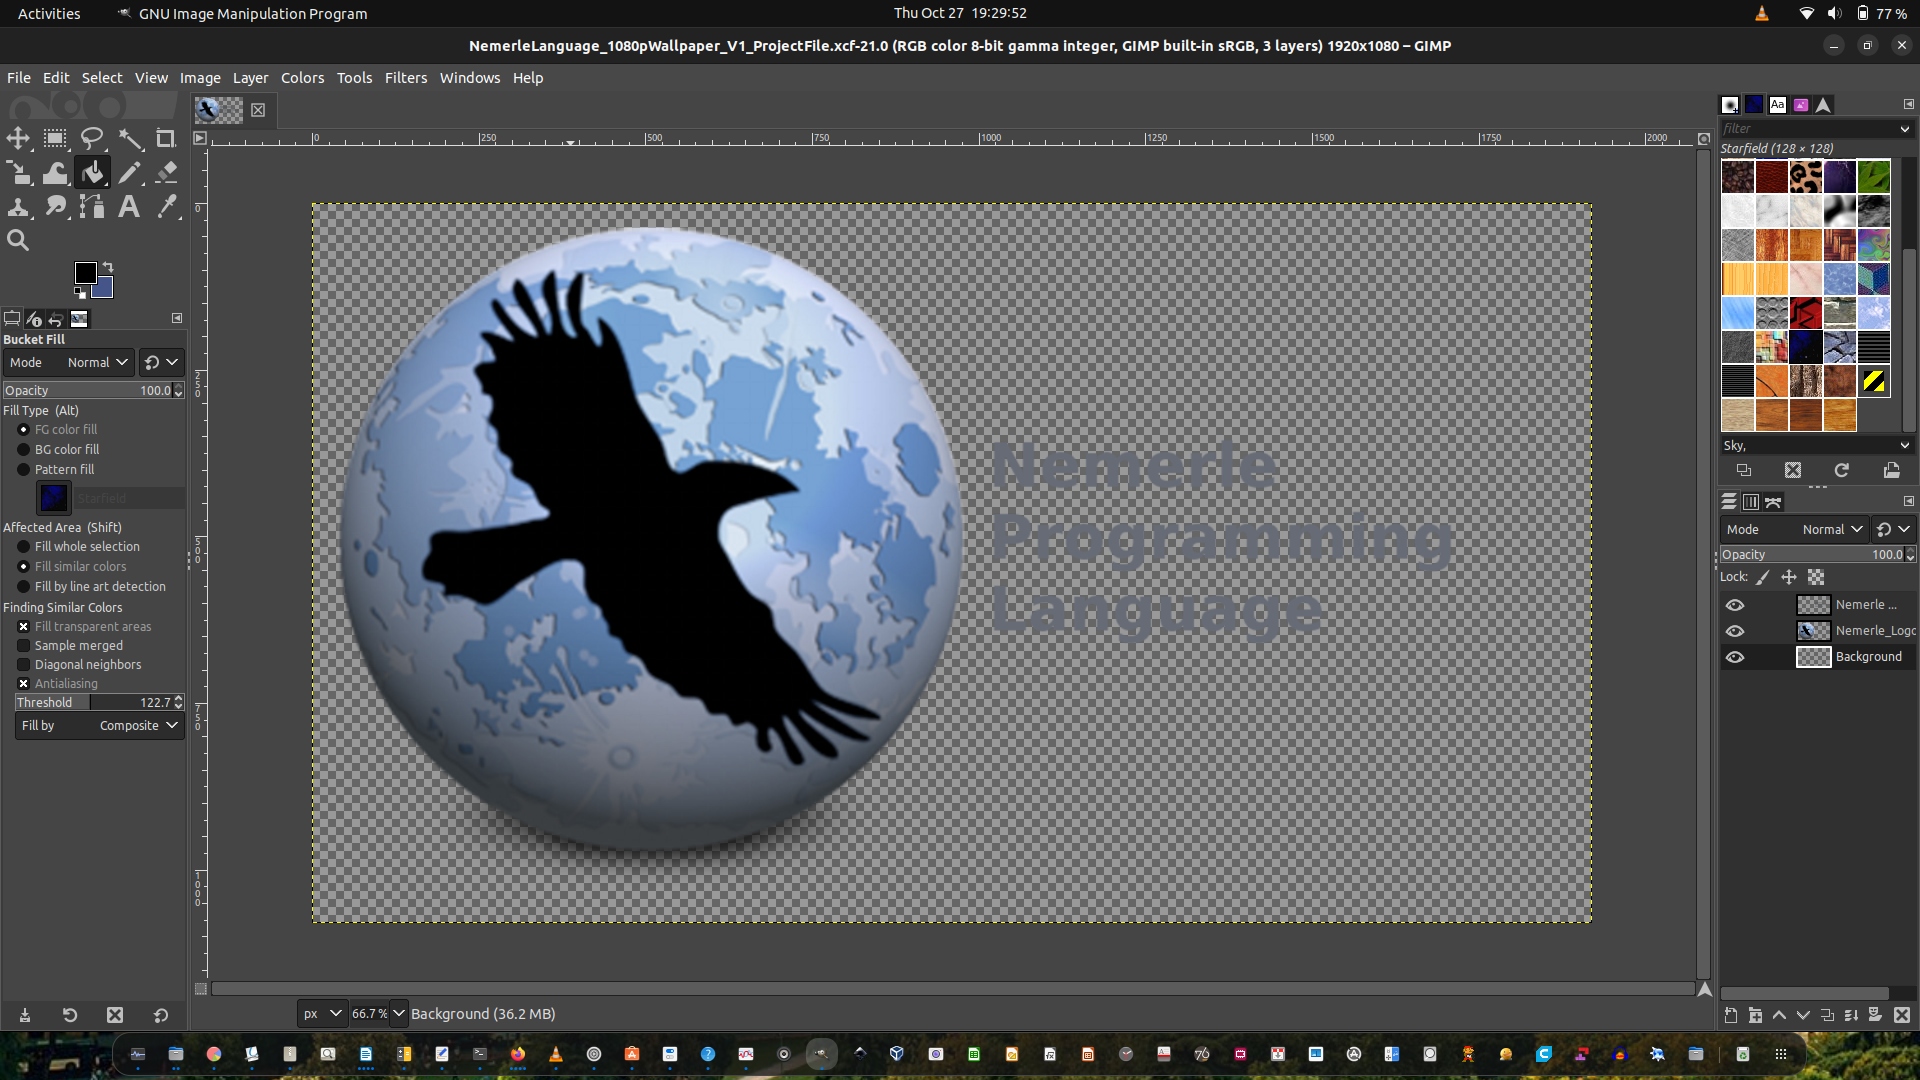 Activities
GNU Image Manipulation Program
Thu Oct 27 19:29:52
77 %
NemerleLanguage_1080pWallpaper_V1_ProjectFile.xcf-21.0 (RGB color 8-bit gamma integer, GIMP built-in sRGB, 3 layers) 1920x1080 – GIMP
File Edit Select View Image Layer Colors Tools Filters Windows Help
0 250 500 750 1000 1250 1500 1750 2000
0
250
500
750
1000
Bucket Fill
Mode Normal
Opacity 100.0
Fill Type (Alt)
FG color fill
BG color fill
Pattern fill
Starfield
Affected Area (Shift)
Fill whole selection
Fill similar colors
Fill by line art detection
Finding Similar Colors
Fill transparent areas
Sample merged
Diagonal neighbors
Antialiasing
Threshold 122.7
Fill by Composite
Nemerle
Programming
Language
px 66.7 % Background (36.2 MB)
Aa
filter
Starfield (128 × 128)
Sky,
Mode Normal
Opacity 100.0
Lock:
Nemerle ...
Nemerle_Logo
Background